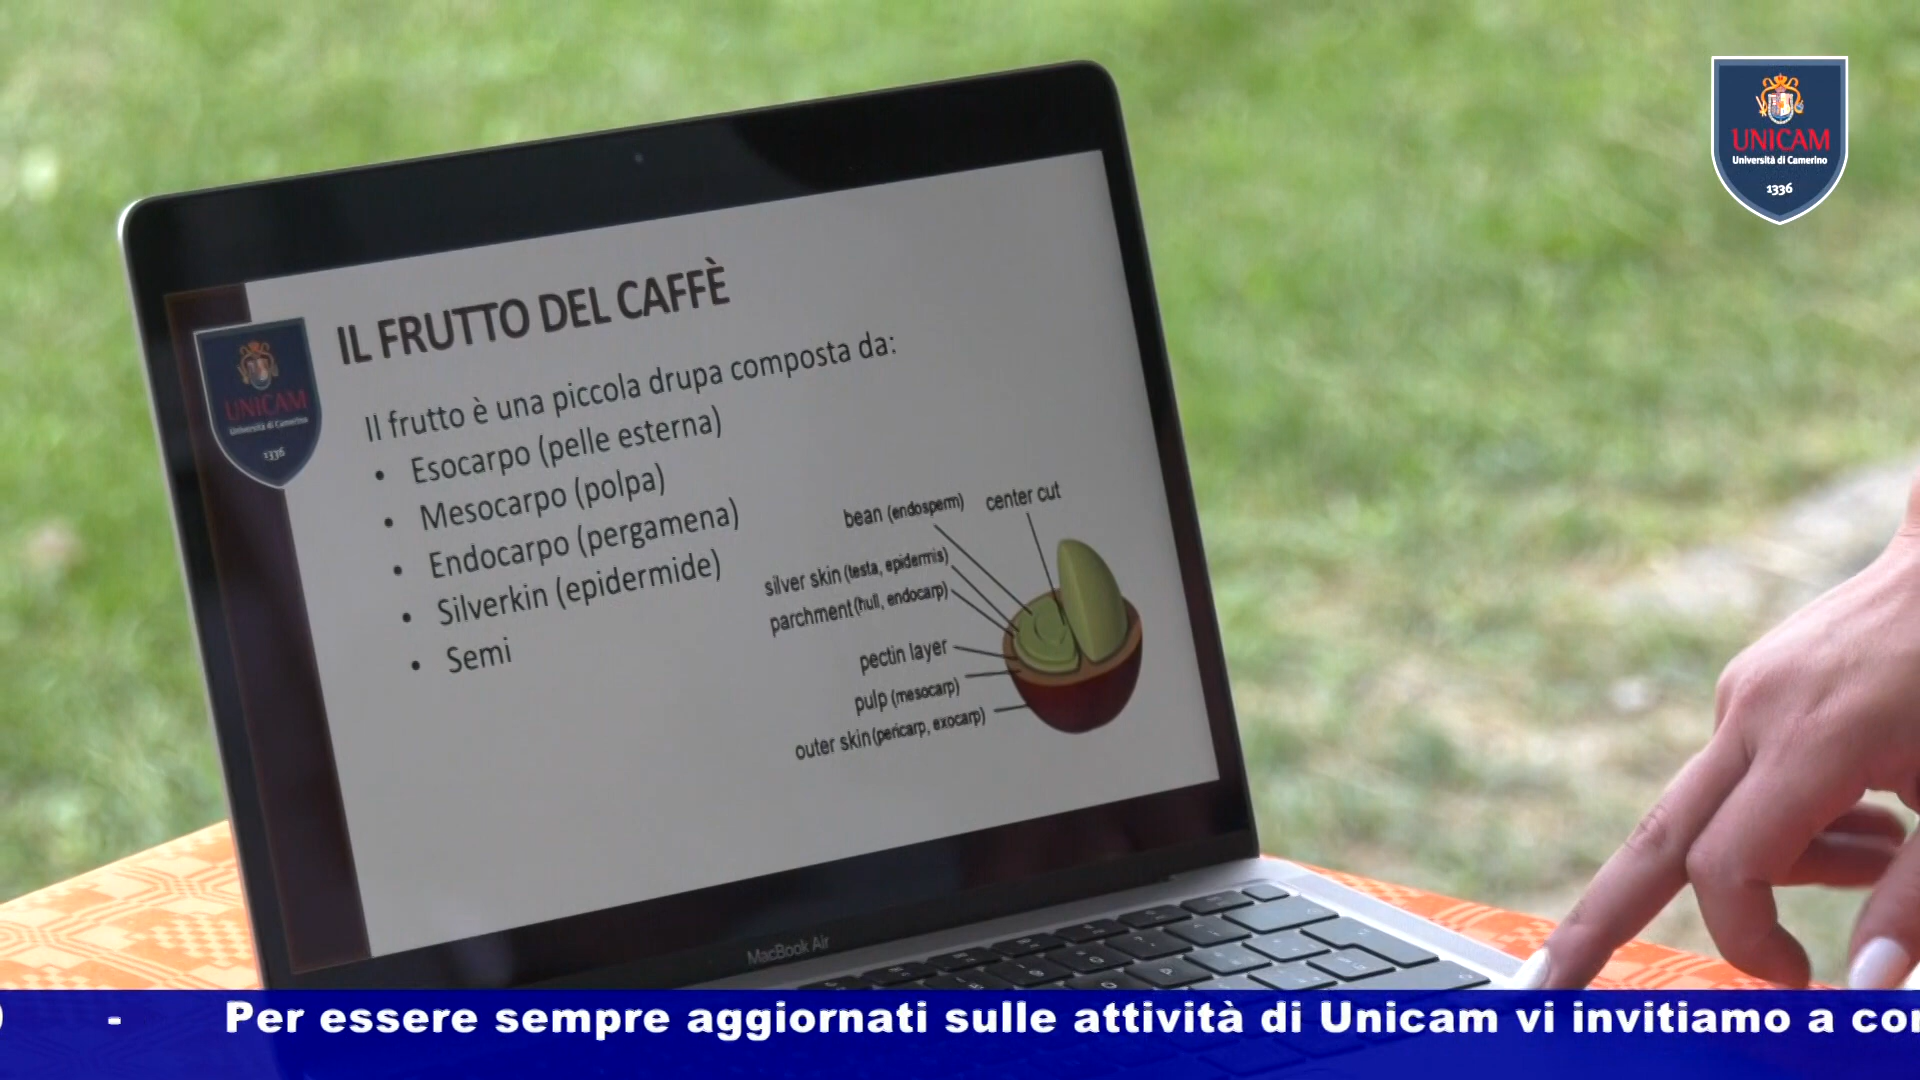 UNICAM
Università di Camerino
1336
IL FRUTTO DEL CAFFÈ
UNICAM
Università di Camerino
1336
Il frutto è una piccola drupa composta da:
• Esocarpo (pelle esterna)
• Mesocarpo (polpa)
• Endocarpo (pergamena)
• Silverkin (epidermide)
• Semi
bean (endosperm)
center cut
silver skin (testa, epidermis)
parchment (hull, endocarp)
pectin layer
pulp (mesocarp)
outer skin (pericarp, exocarp)
MacBook Air
- Per essere sempre aggiornati sulle attività di Unicam vi invitiamo a